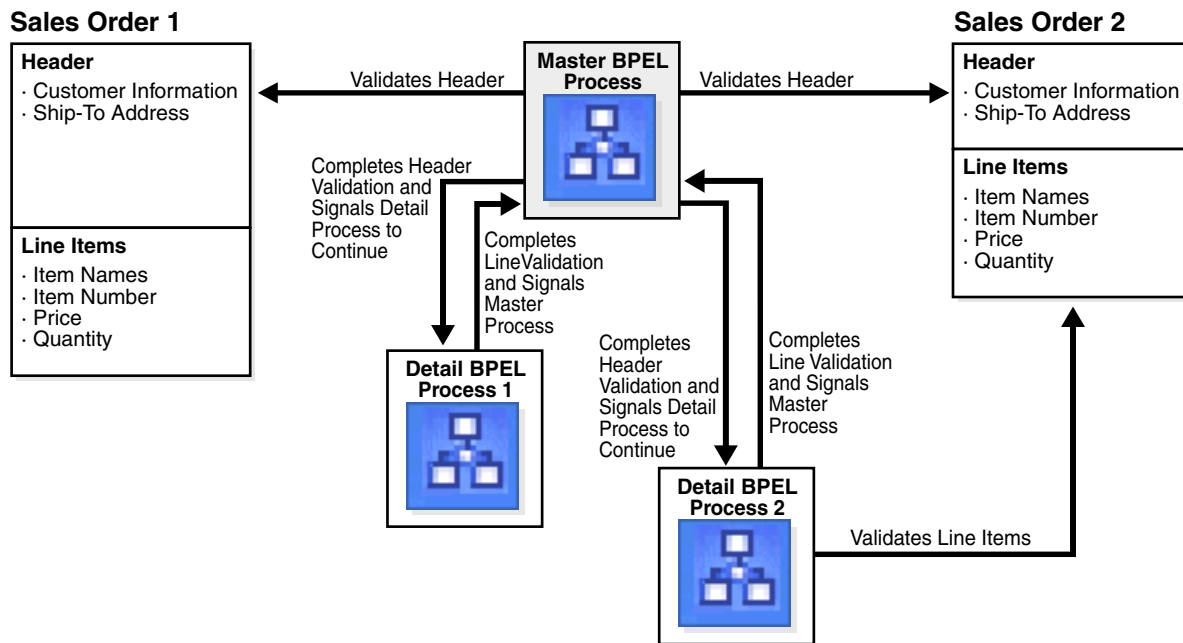 Sales Order 1
Header
· Customer Information
· Ship-To Address
Line Items
· Item Names
· Item Number
· Price
· Quantity
Validates Header
Master BPEL
Process
Validates Header
Sales Order 2
Header
· Customer Information
· Ship-To Address
Line Items
· Item Names
· Item Number
· Price
· Quantity
Completes Header
Validation and
Signals Detail
Process to
Continue
Completes
LineValidation
and Signals
Master
Process
Detail BPEL
Process 1
Completes
Header
Validation and
Signals Detail
Process to
Continue
Completes
Line Validation
and Signals
Master
Process
Detail BPEL
Process 2
Validates Line Items